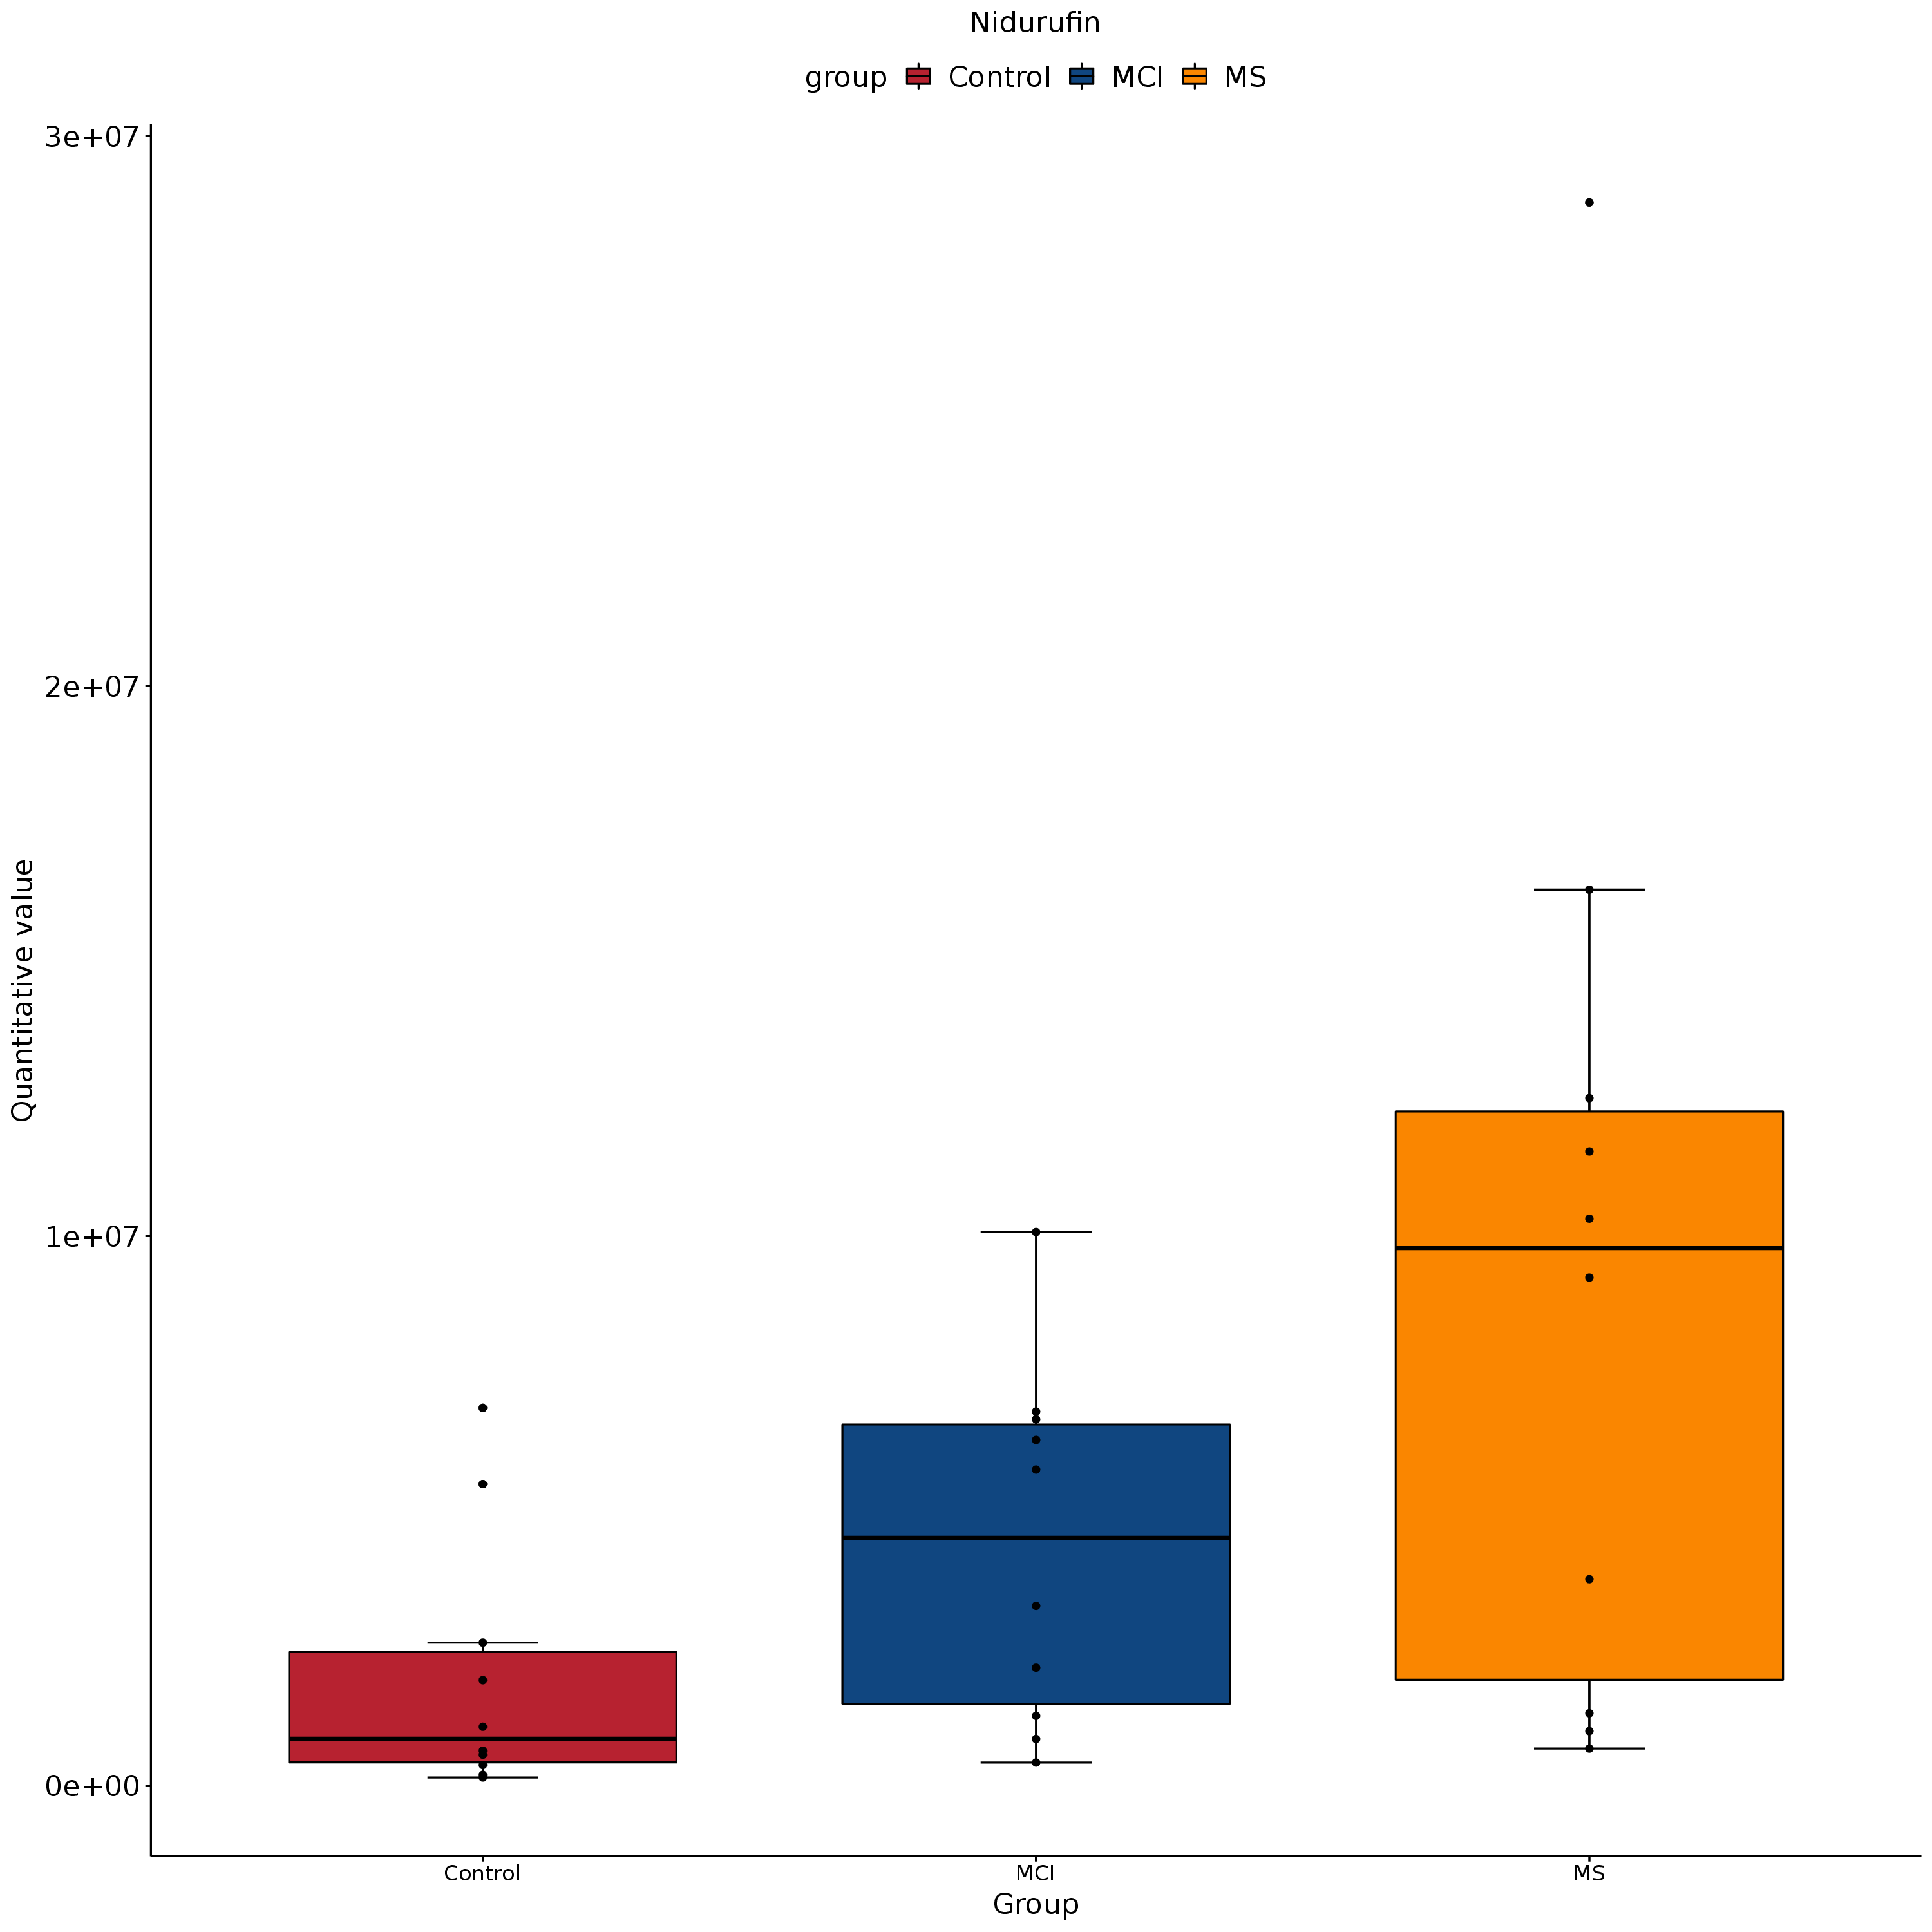 Nidurufin
group Control MCI MS
3e+07
2e+07
1e+07
0e+00
Quantitative value
Control MCI MS
Group